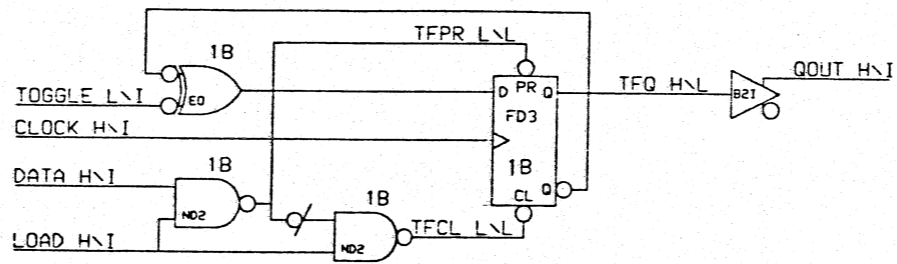 TFPR L\L
1B
QOUT H\I
EO
TOGGLE L\I
D PR Q
TFQ H\L
B2I
FD3
CLOCK H\I
1B
1B
DATA H\I
1B
Q
CL
ND2
TFCL L\L
LOAD H\I
ND2